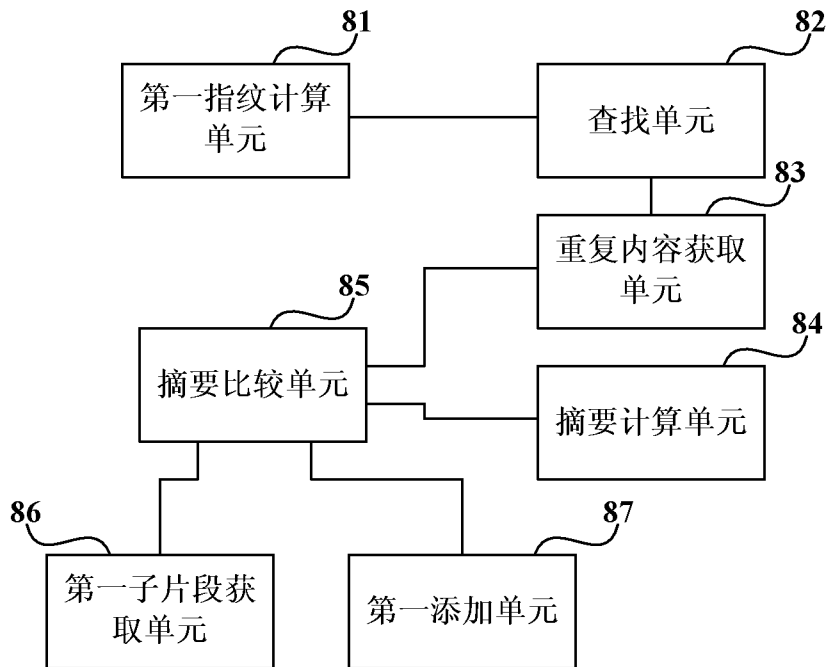 81
第一指纹计算
单元
82
查找单元
83
重复内容获取
单元
85
摘要比较单元
84
摘要计算单元
86
第一子片段获
取单元
87
第一添加单元